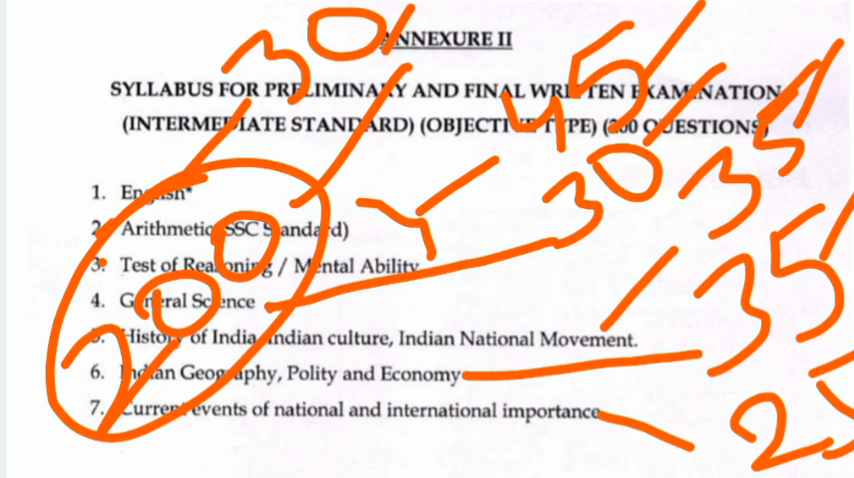 ANNEXURE II
30
SYLLABUS FOR PRELIMINARY AND FINAL WRITTEN EXAMINATION
45
(INTERMEDIATE STANDARD) (OBJECTIVE TYPE) (200 QUESTIONS)
35
1. English*
30
2. Arithmetic (SSC Standard)
3. Test of Reasoning / Mental Ability
4. General Science
200
5. History of India, Indian culture, Indian National Movement.
35
6. Indian Geography, Polity and Economy
7. Current events of national and international importance
25